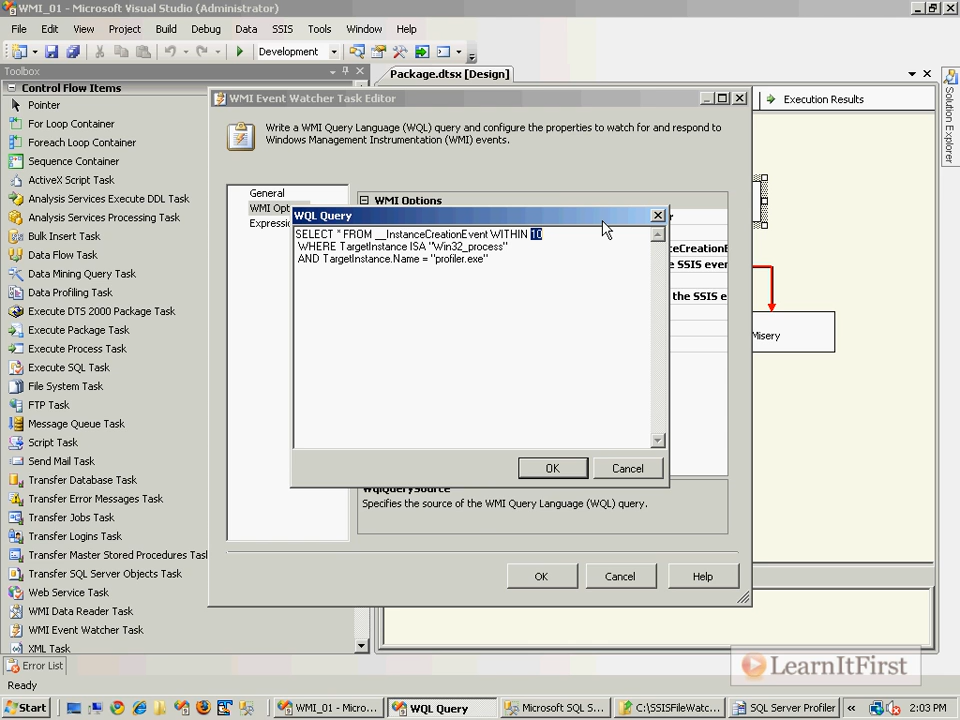 WMI_01 - Microsoft Visual Studio (Administrator)
File Edit View Project Build Debug Data SSIS Tools Window Help
Development
Toolbox
Package.dtsx [Design]
Control Flow Items
Pointer
For Loop Container
Foreach Loop Container
Sequence Container
ActiveX Script Task
Analysis Services Execute DDL Task
Analysis Services Processing Task
Bulk Insert Task
Data Flow Task
Data Mining Query Task
Data Profiling Task
Execute DTS 2000 Package Task
Execute Package Task
Execute Process Task
Execute SQL Task
File System Task
FTP Task
Message Queue Task
Script Task
Send Mail Task
Transfer Database Task
Transfer Error Messages Task
Transfer Jobs Task
Transfer Logins Task
Transfer Master Stored Procedures Tas
Transfer SQL Server Objects Task
Web Service Task
WMI Data Reader Task
WMI Event Watcher Task
XML Task
Error List
Ready
WMI Event Watcher Task Editor
Write a WMI Query Language (WQL) query and configure the properties to watch for and respond to
Windows Management Instrumentation (WMI) events.
General
WMI Opt
Expressio
WMI Options
WQL Query
SELECT * FROM __InstanceCreationEvent WITHIN 10
WHERE TargetInstance ISA "Win32_process"
AND TargetInstance.Name = "profiler.exe"
OK Cancel
ceCreationE
e SSIS even
the SSIS e
WqlQuerySource
Specifies the source of the WMI Query Language (WQL) query.
OK Cancel Help
Execution Results
Misery
Solution Explorer
LearnItFirst
Start
WMI_01 - Micro...
WQL Query
Microsoft SQL S...
C:\SSISFileWatc...
SQL Server Profiler
2:03 PM